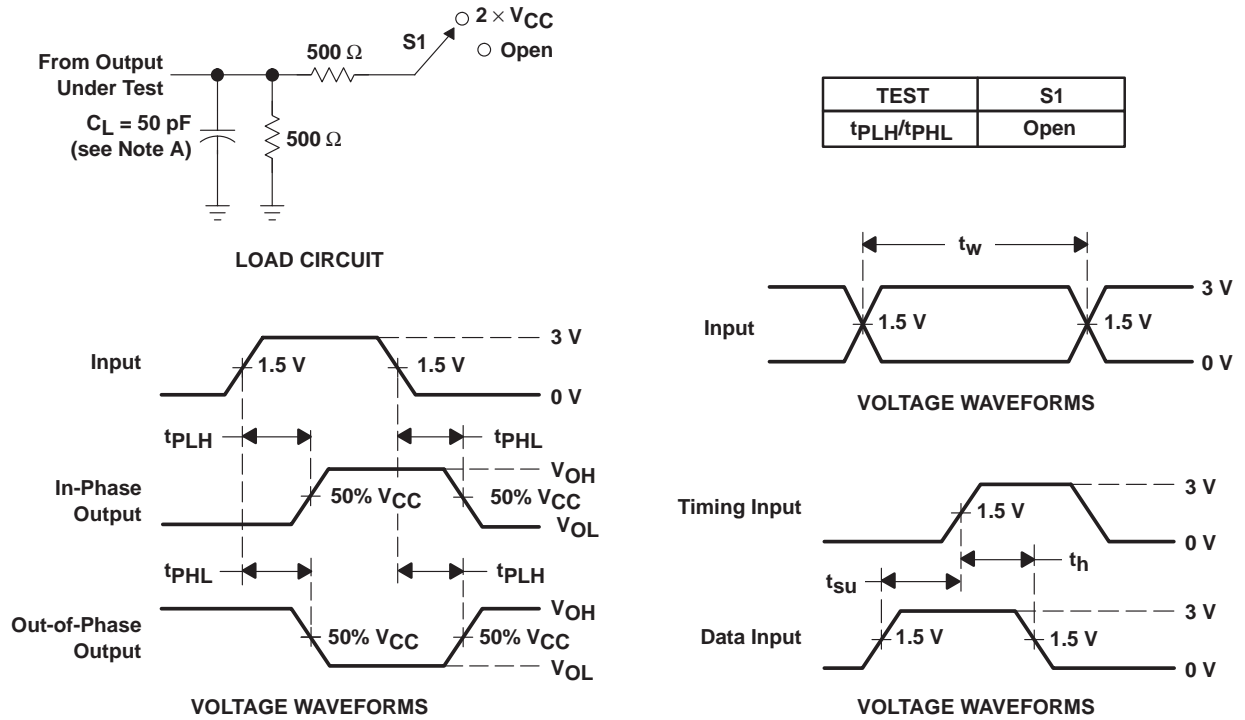 2 × VCC
S1
Open
500 Ω
From Output
Under Test
CL = 50 pF
(see Note A)
500 Ω
LOAD CIRCUIT
TEST S1
tPLH/tPHL Open
tw
Input
3 V
1.5 V 1.5 V
0 V
VOLTAGE WAVEFORMS
Input
3 V
1.5 V 1.5 V
0 V
tPLH tPHL
In-Phase
Output
VOH
50% VCC 50% VCC
VOL
tPHL tPLH
Out-of-Phase
Output
VOH
50% VCC 50% VCC
VOL
VOLTAGE WAVEFORMS
Timing Input
3 V
1.5 V
0 V
th
tsu
Data Input
3 V
1.5 V 1.5 V
0 V
VOLTAGE WAVEFORMS